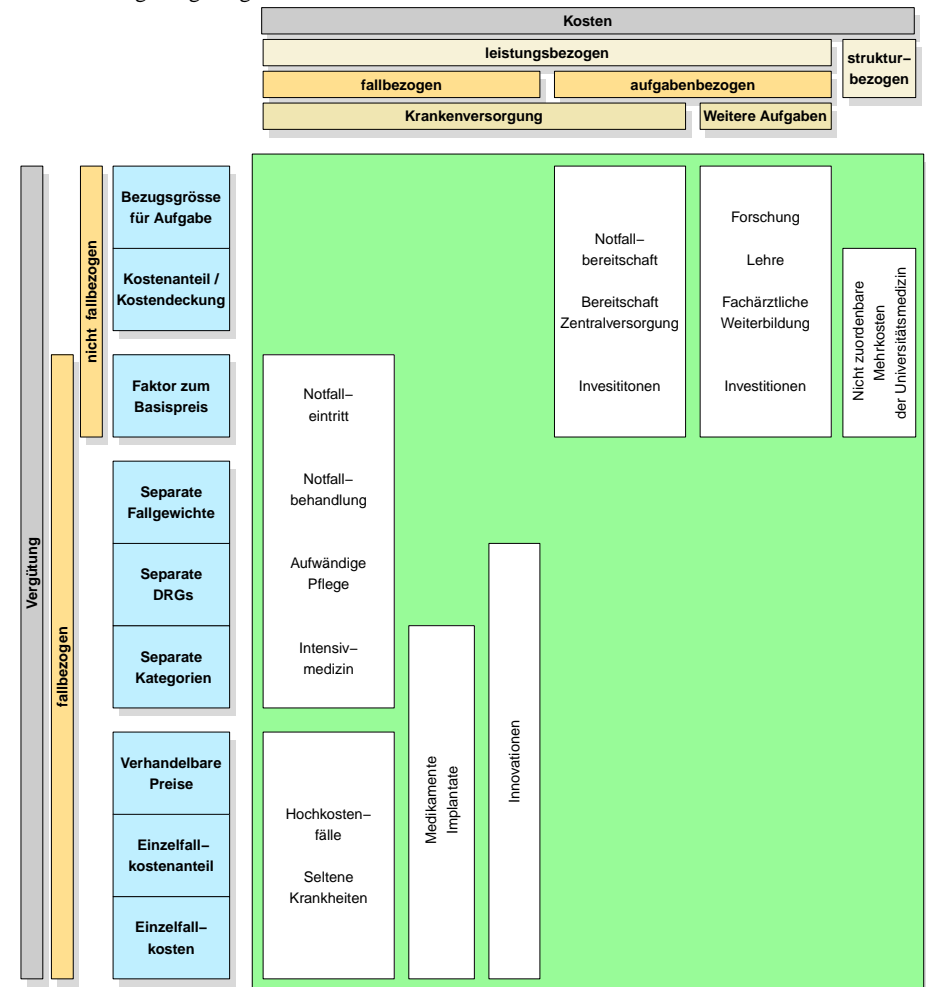 Kosten
leistungsbezogen
struktur–
bezogen
fallbezogen
aufgabenbezogen
Krankenversorgung
Weitere Aufgaben
Vergütung
fallbezogen
nicht fallbezogen
Bezugsgrösse
für Aufgabe
Kostenanteil /
Kostendeckung
Faktor zum
Basispreis
Separate
Fallgewichte
Separate
DRGs
Separate
Kategorien
Verhandelbare
Preise
Einzelfall–
kostenanteil
Einzelfall–
kosten
Notfall–
eintritt
Notfall–
behandlung
Aufwändige
Pflege
Intensiv–
medizin
Hochkosten–
fälle
Seltene
Krankheiten
Medikamente
Implantate
Innovationen
Notfall–
bereitschaft
Bereitschaft
Zentralversorgung
Invesititonen
Forschung
Lehre
Fachärztliche
Weiterbildung
Investitionen
Nicht zuordenbare
Mehrkosten
der Universitätsmedizin